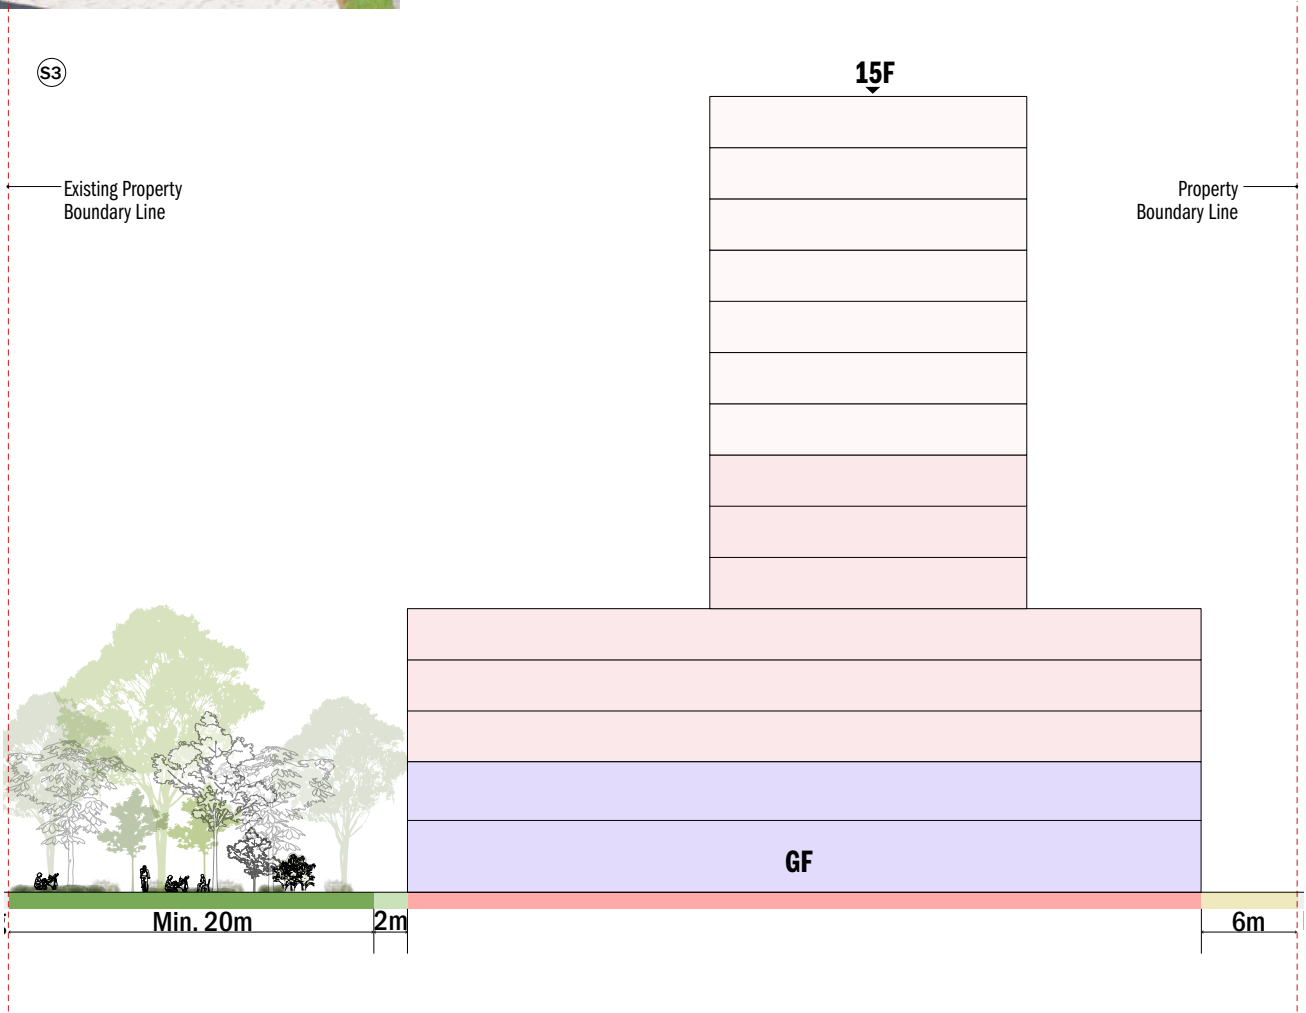 S3
15F
Existing Property
Boundary Line
Property
Boundary Line
GF
Min. 20m
2m
6m